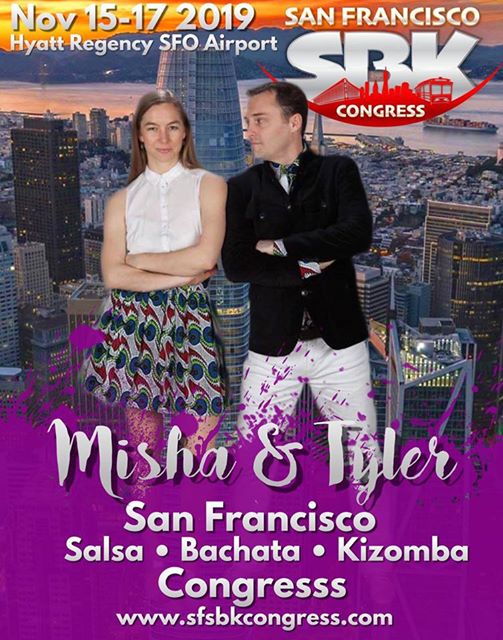 Nov 15-17 2019
Hyatt Regency SFO Airport
SAN FRANCISCO
SBK
CONGRESS
Misha & Tyler
San Francisco
Salsa • Bachata • Kizomba
Congresss
www.sfsbkcongress.com